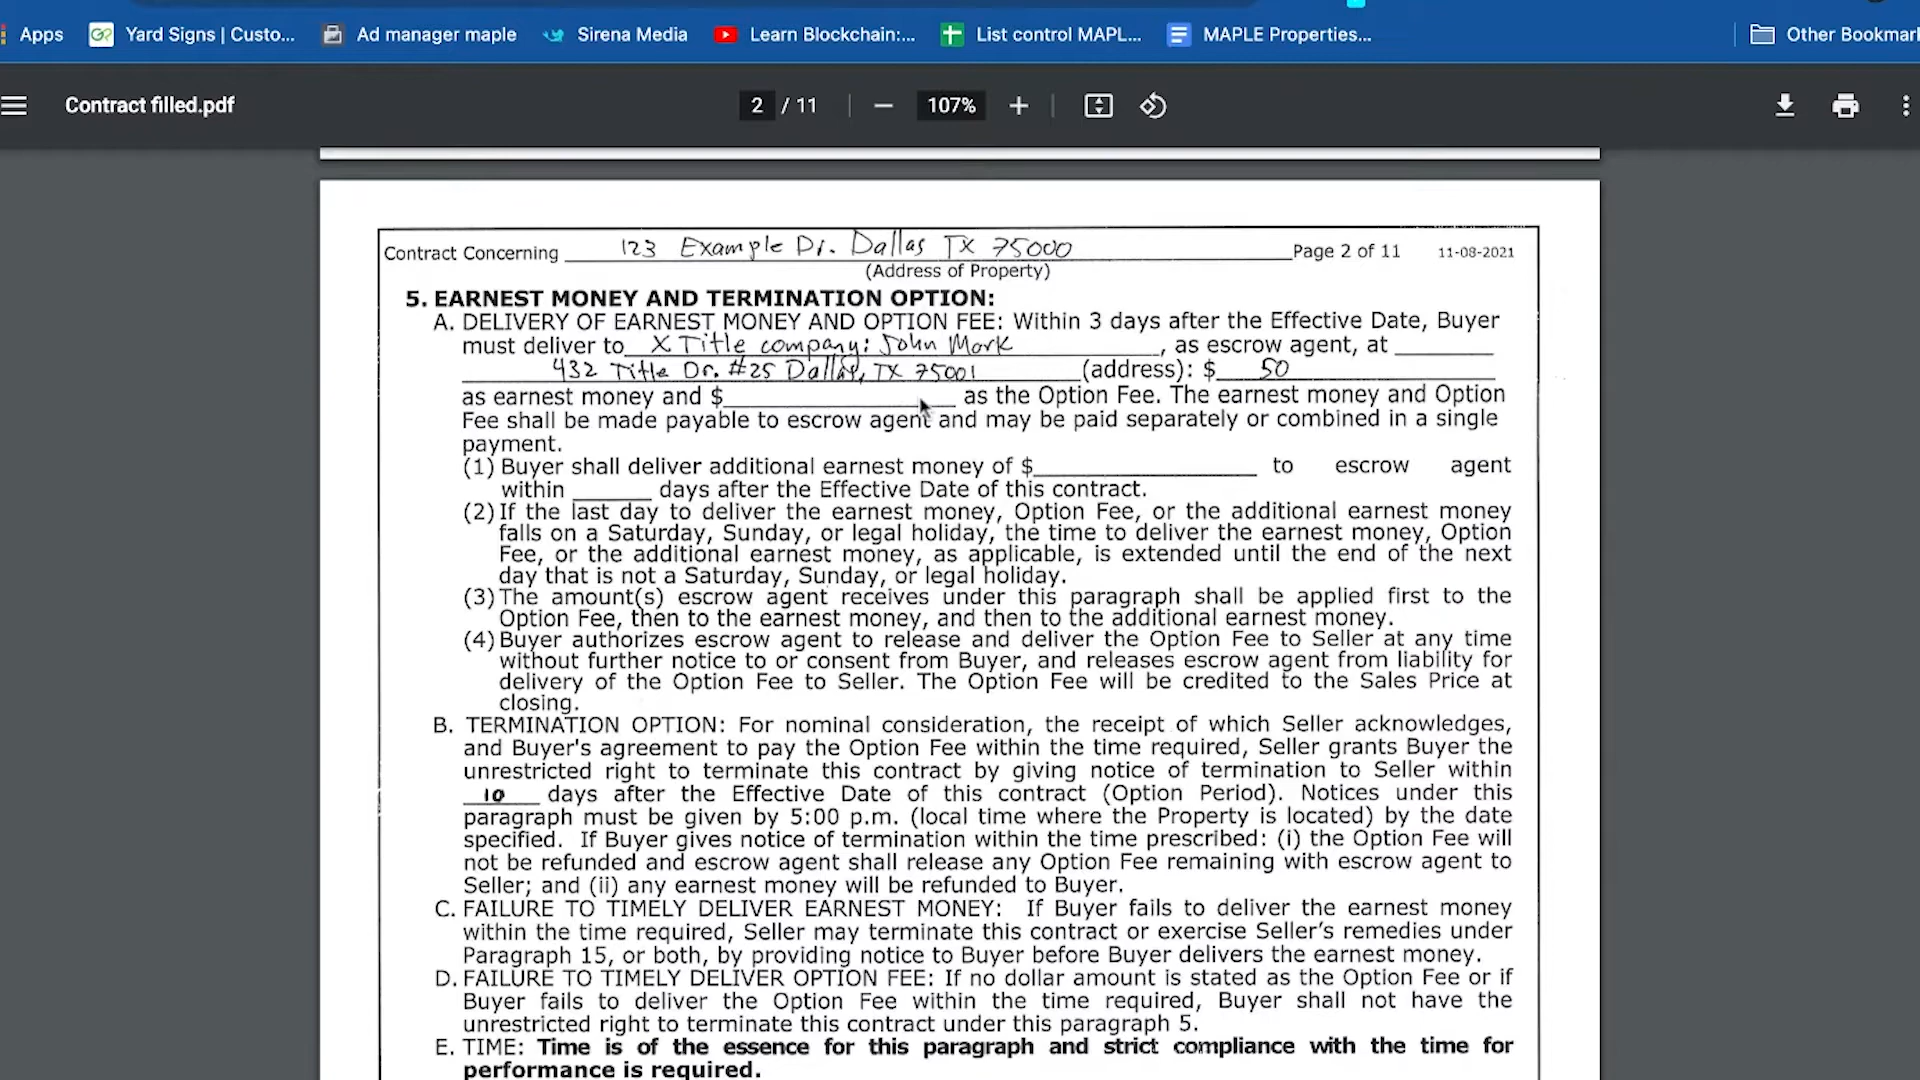 Apps Yard Signs | Custo... Ad manager maple Sirena Media Learn Blockchain:... List control MAPL... MAPLE Properties... Other Bookmark
Contract filled.pdf 2 / 11 107%
Contract Concerning 123 Example Dr. Dallas TX 75000 Page 2 of 11 11-08-2021
(Address of Property)
5. EARNEST MONEY AND TERMINATION OPTION:
A. DELIVERY OF EARNEST MONEY AND OPTION FEE: Within 3 days after the Effective Date, Buyer
must deliver to X Title company: John Mark, as escrow agent, at
432 Title Dr. #25 Dallas, TX 75001 (address): $ 50
as earnest money and $ as the Option Fee. The earnest money and Option
Fee shall be made payable to escrow agent and may be paid separately or combined in a single
payment.
(1) Buyer shall deliver additional earnest money of $ to escrow agent
within days after the Effective Date of this contract.
(2) If the last day to deliver the earnest money, Option Fee, or the additional earnest money
falls on a Saturday, Sunday, or legal holiday, the time to deliver the earnest money, Option
Fee, or the additional earnest money, as applicable, is extended until the end of the next
day that is not a Saturday, Sunday, or legal holiday.
(3) The amount(s) escrow agent receives under this paragraph shall be applied first to the
Option Fee, then to the earnest money, and then to the additional earnest money.
(4) Buyer authorizes escrow agent to release and deliver the Option Fee to Seller at any time
without further notice to or consent from Buyer, and releases escrow agent from liability for
delivery of the Option Fee to Seller. The Option Fee will be credited to the Sales Price at
closing.
B. TERMINATION OPTION: For nominal consideration, the receipt of which Seller acknowledges,
and Buyer's agreement to pay the Option Fee within the time required, Seller grants Buyer the
unrestricted right to terminate this contract by giving notice of termination to Seller within
10 days after the Effective Date of this contract (Option Period). Notices under this
paragraph must be given by 5:00 p.m. (local time where the Property is located) by the date
specified. If Buyer gives notice of termination within the time prescribed: (i) the Option Fee will
not be refunded and escrow agent shall release any Option Fee remaining with escrow agent to
Seller; and (ii) any earnest money will be refunded to Buyer.
C. FAILURE TO TIMELY DELIVER EARNEST MONEY: If Buyer fails to deliver the earnest money
within the time required, Seller may terminate this contract or exercise Seller's remedies under
Paragraph 15, or both, by providing notice to Buyer before Buyer delivers the earnest money.
D. FAILURE TO TIMELY DELIVER OPTION FEE: If no dollar amount is stated as the Option Fee or if
Buyer fails to deliver the Option Fee within the time required, Buyer shall not have the
unrestricted right to terminate this contract under this paragraph 5.
E. TIME: Time is of the essence for this paragraph and strict compliance with the time for
performance is required.